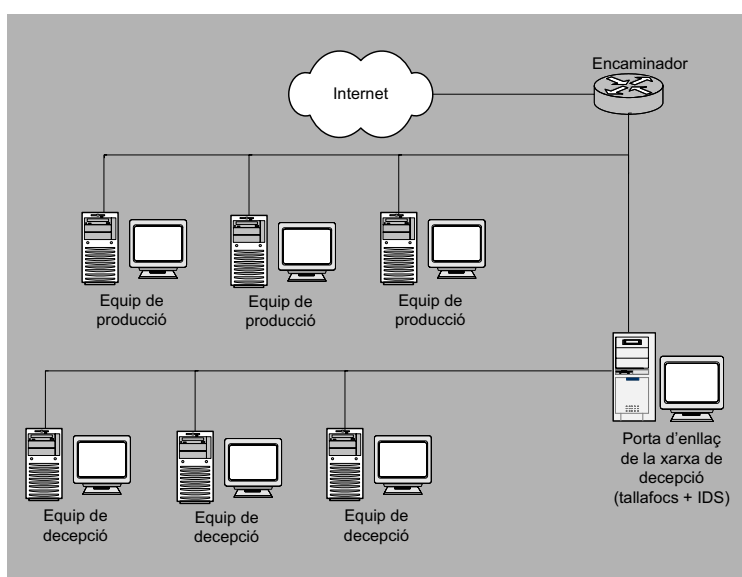 Encaminador
Internet
Equip de
producció
Equip de
producció
Equip de
producció
Porta d'enllaç
de la xarxa de
decepció
(tallafocs + IDS)
Equip de
decepció
Equip de
decepció
Equip de
decepció